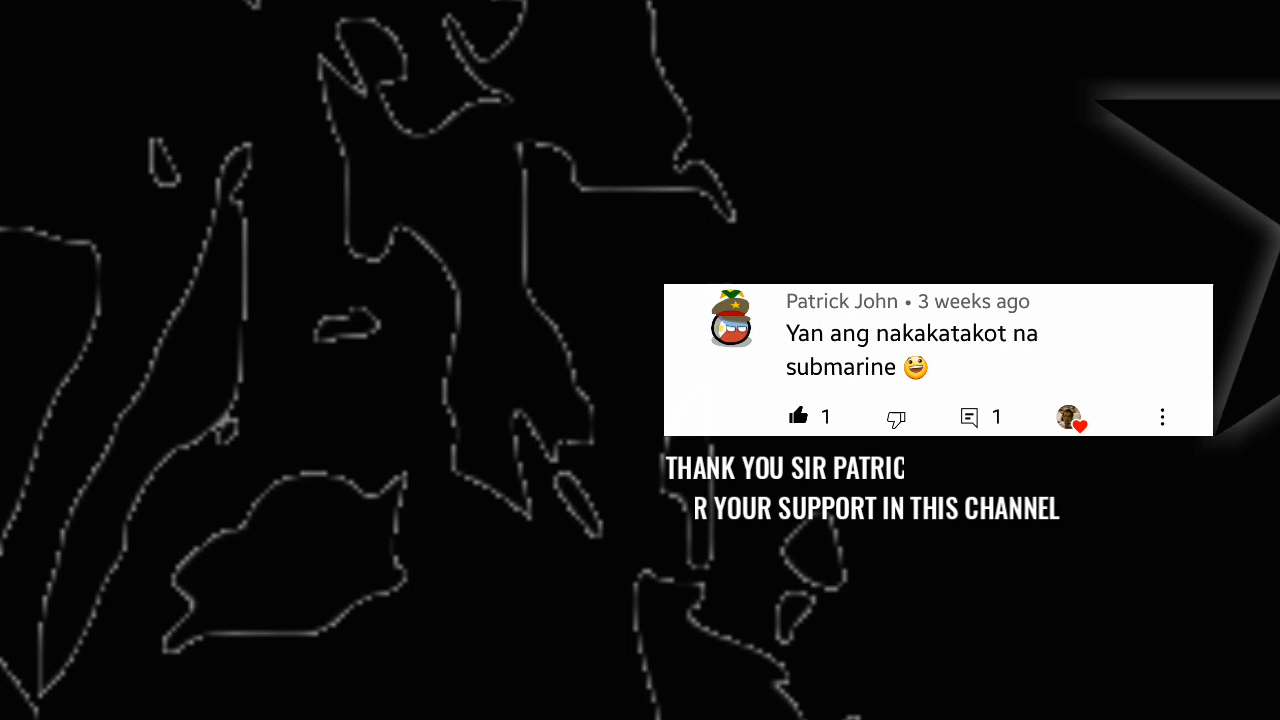 Patrick John • 3 weeks ago
Yan ang nakakatakot na
submarine 😃
1 1
THANK YOU SIR PATRIC
R YOUR SUPPORT IN THIS CHANNEL